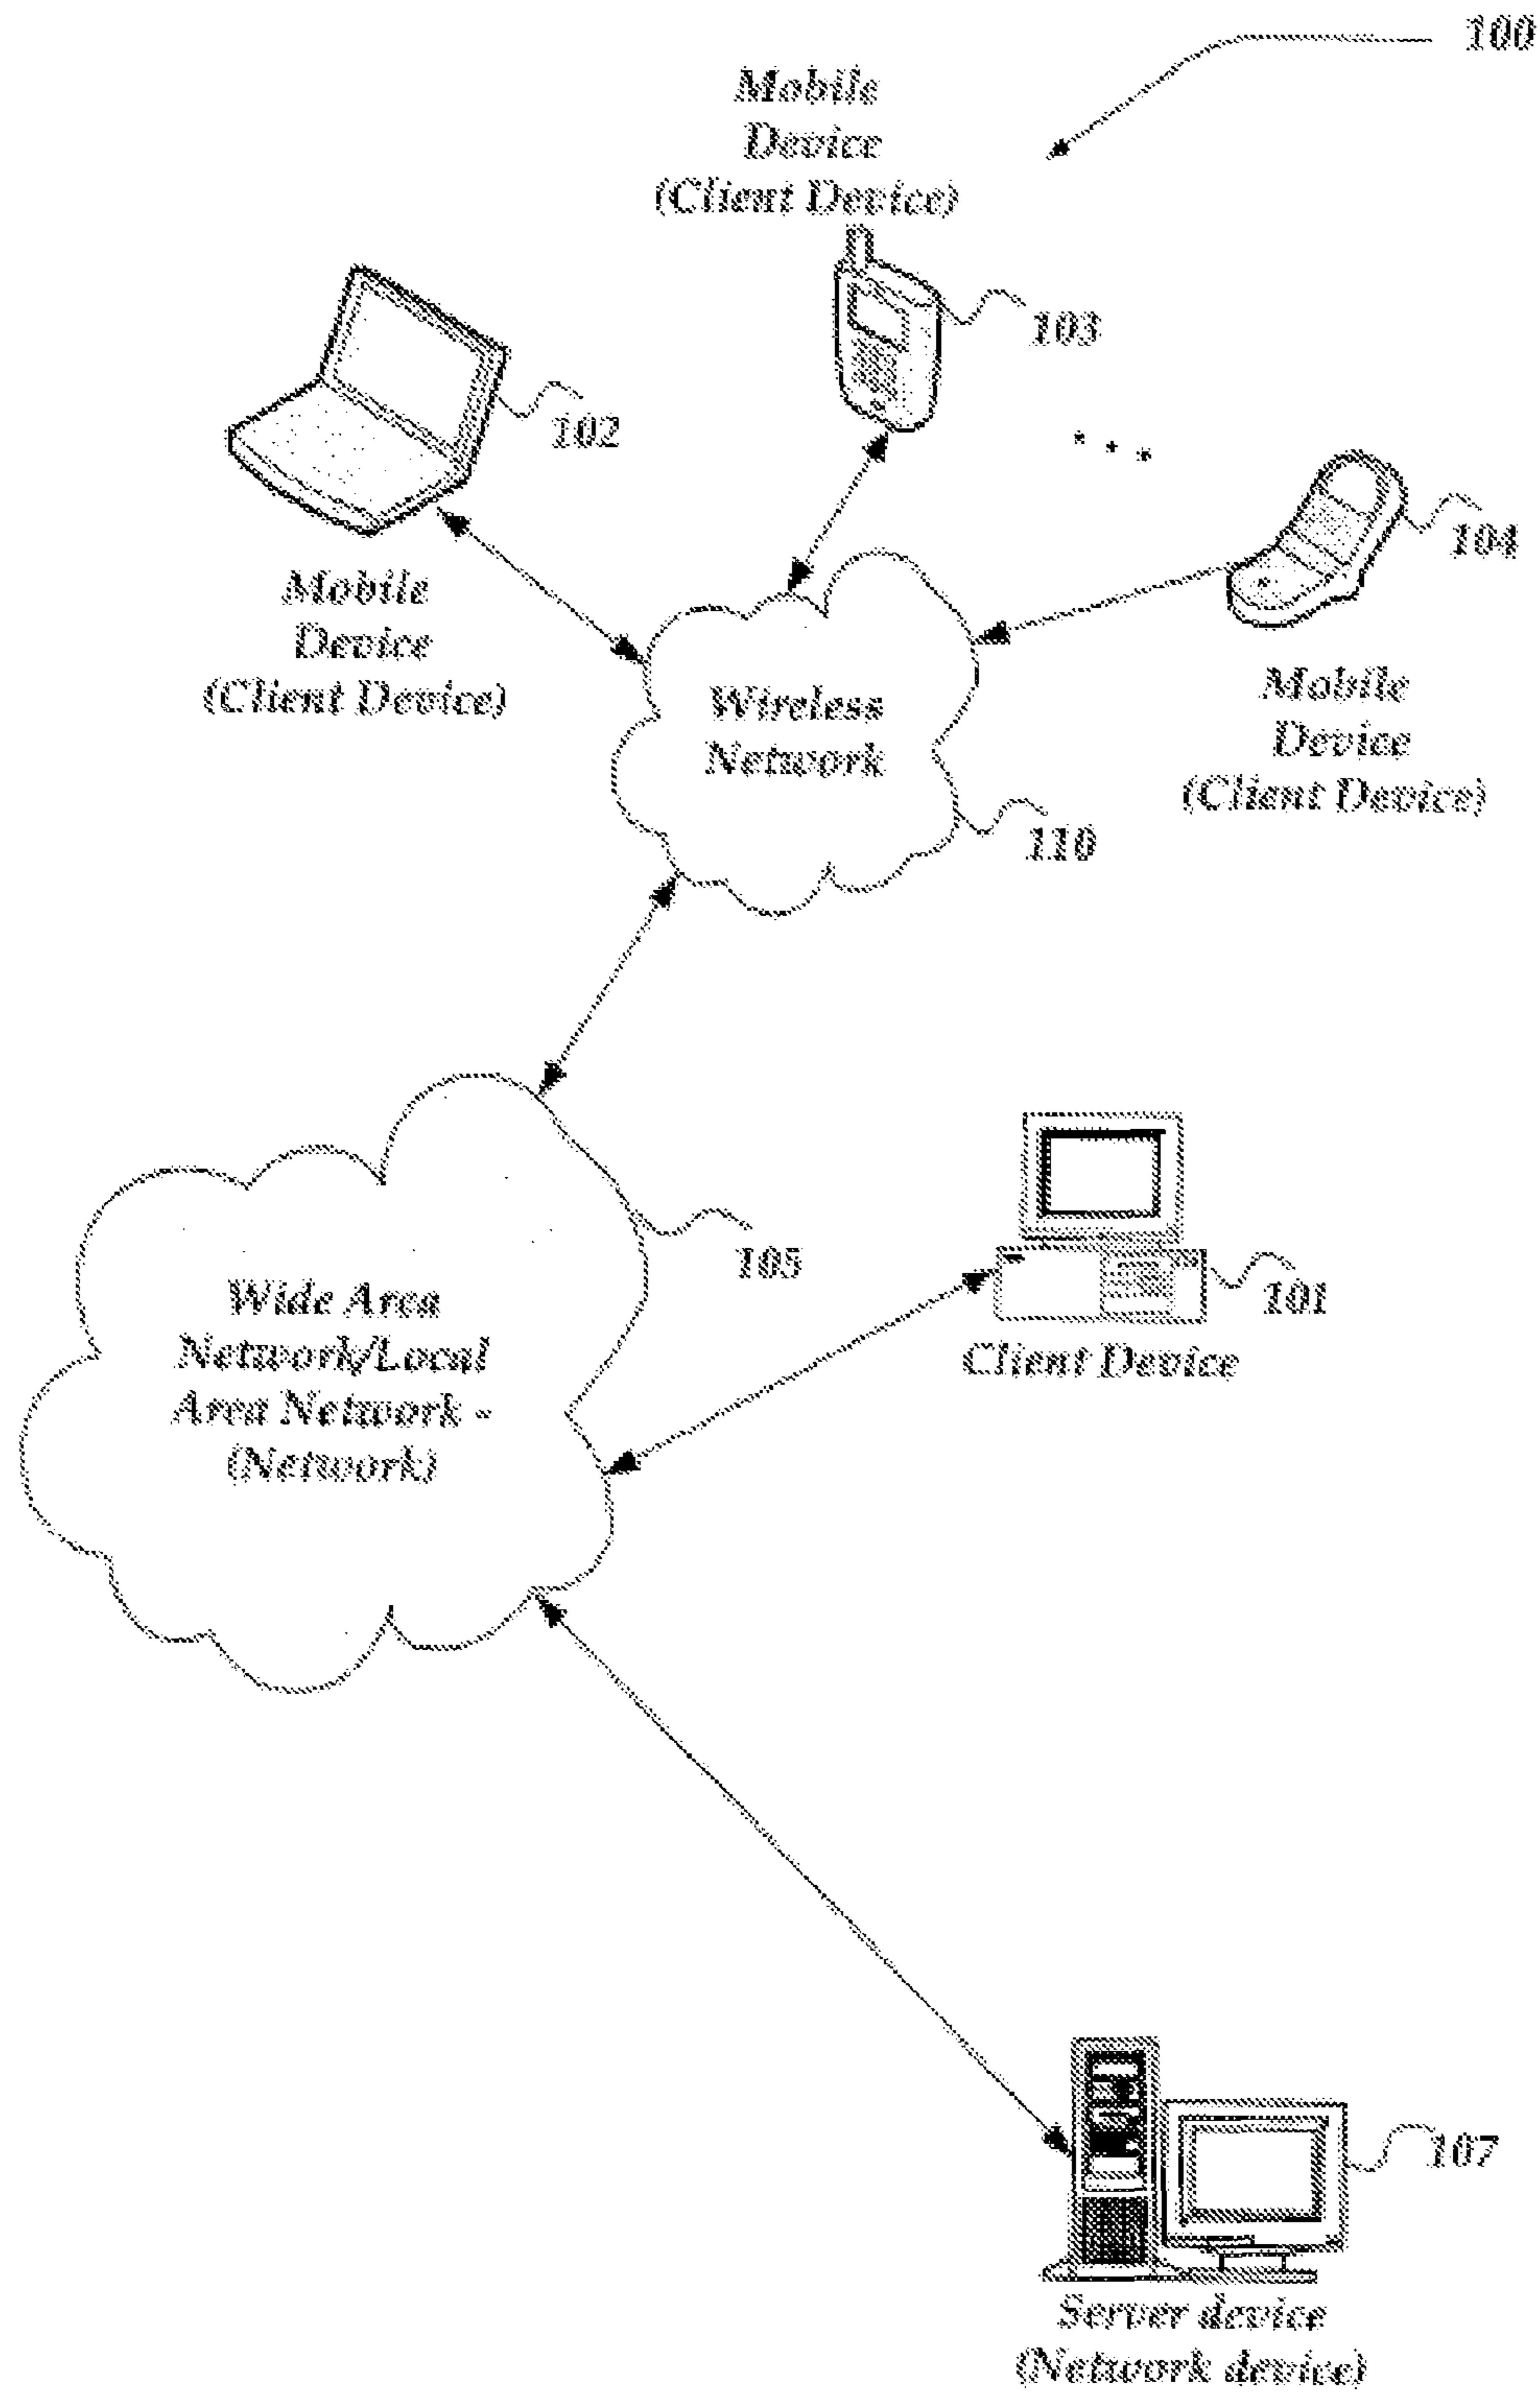 100
Mobile
Device
(Client Device)
103
102
104
Mobile
Device
(Client Device)
Wireless
Network
Mobile
Device
(Client Device)
110
105
101
Wide Area
Network/Local
Area Network -
(Network)
Client Device
107
Server device
(Network device)